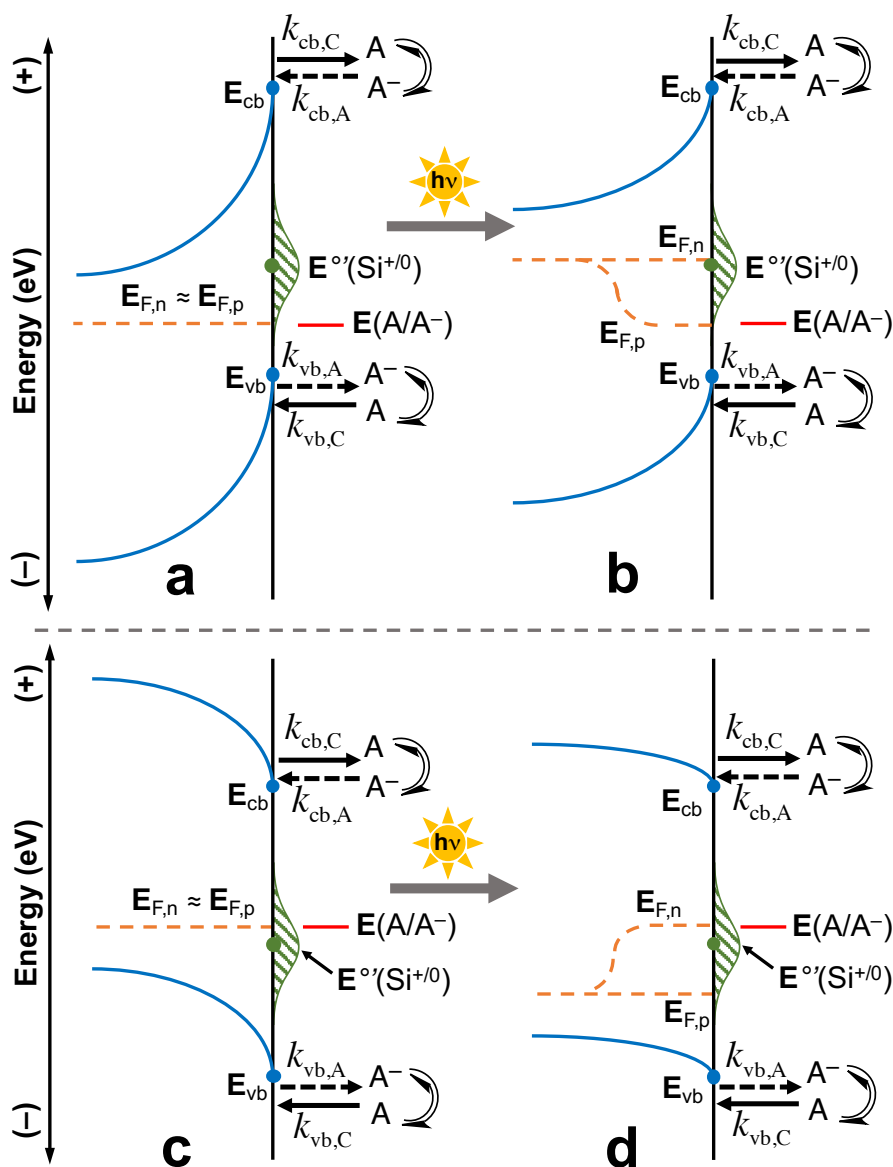 (+)
Energy (eV)
(–)
k_cb,C
A
A–
k_cb,A
E_cb
E°'(Si+/0)
E_F,n ≈ E_F,p
E(A/A–)
E_vb
k_vb,A
A–
A
k_vb,C
a
hν
k_cb,C
A
A–
k_cb,A
E_cb
E_F,n
E°'(Si+/0)
E_F,p
E(A/A–)
E_vb
k_vb,A
A–
A
k_vb,C
b
(+)
Energy (eV)
(–)
k_cb,C
A
A–
k_cb,A
E_cb
E_F,n ≈ E_F,p
E(A/A–)
E°'(Si+/0)
E_vb
k_vb,A
A–
A
k_vb,C
c
hν
k_cb,C
A
A–
k_cb,A
E_cb
E_F,n
E(A/A–)
E°'(Si+/0)
E_F,p
E_vb
k_vb,A
A–
A
k_vb,C
d